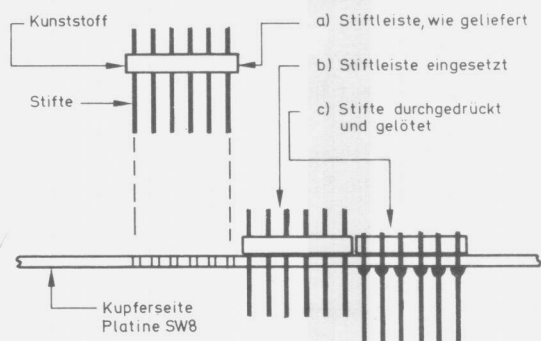 Kunststoff
Stifte
a) Stiftleiste, wie geliefert
b) Stiftleiste eingesetzt
c) Stifte durchgedrückt
und gelötet
Kupferseite
Platine SW8